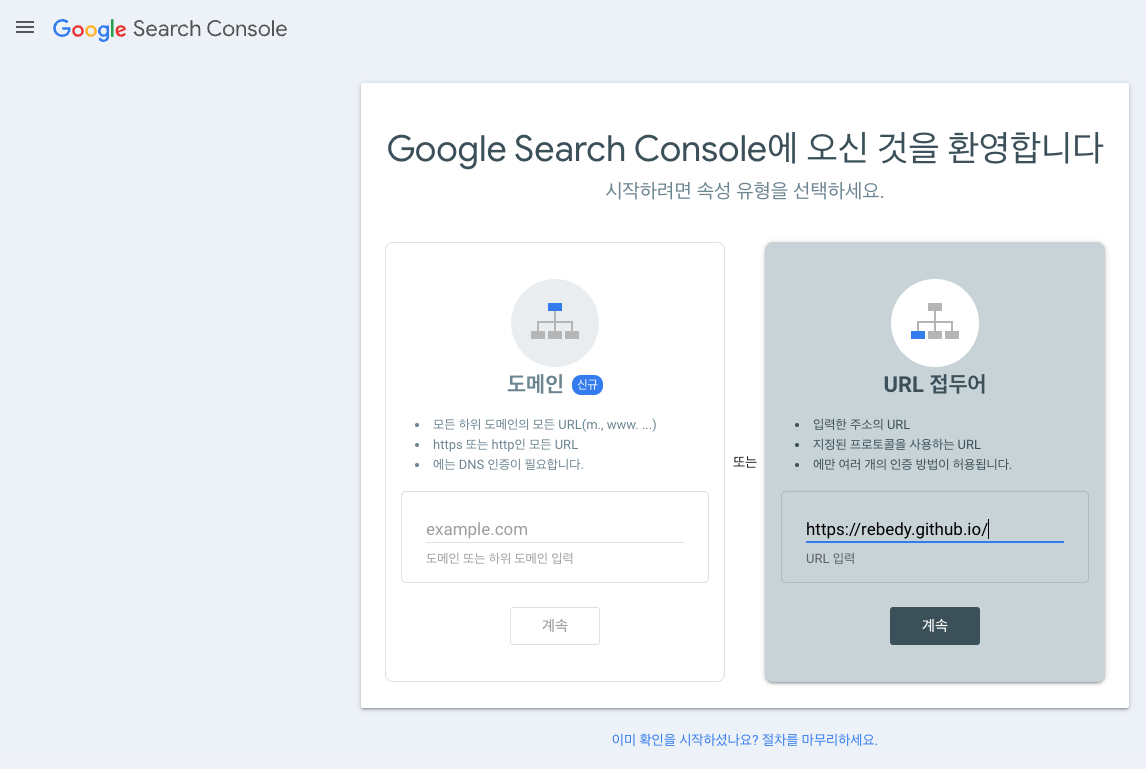 Google Search Console
Google Search Console에 오신 것을 환영합니다
시작하려면 속성 유형을 선택하세요.
도메인 신규
• 모든 하위 도메인의 모든 URL(m., www. ...)
• https 또는 http인 모든 URL
• 에는 DNS 인증이 필요합니다.
example.com
도메인 또는 하위 도메인 입력
계속
또는
URL 접두어
• 입력한 주소의 URL
• 지정된 프로토콜을 사용하는 URL
• 에만 여러 개의 인증 방법이 허용됩니다.
https://rebedy.github.io/
URL 입력
계속
이미 확인을 시작하셨나요? 절차를 마무리하세요.